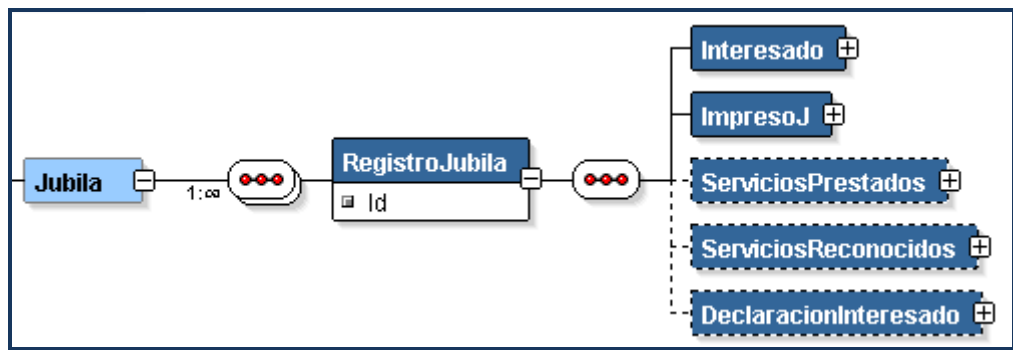 Jubila
1:∞
RegistroJubila
Id
Interesado
ImpresoJ
ServiciosPrestados
ServiciosReconocidos
DeclaracionInteresado